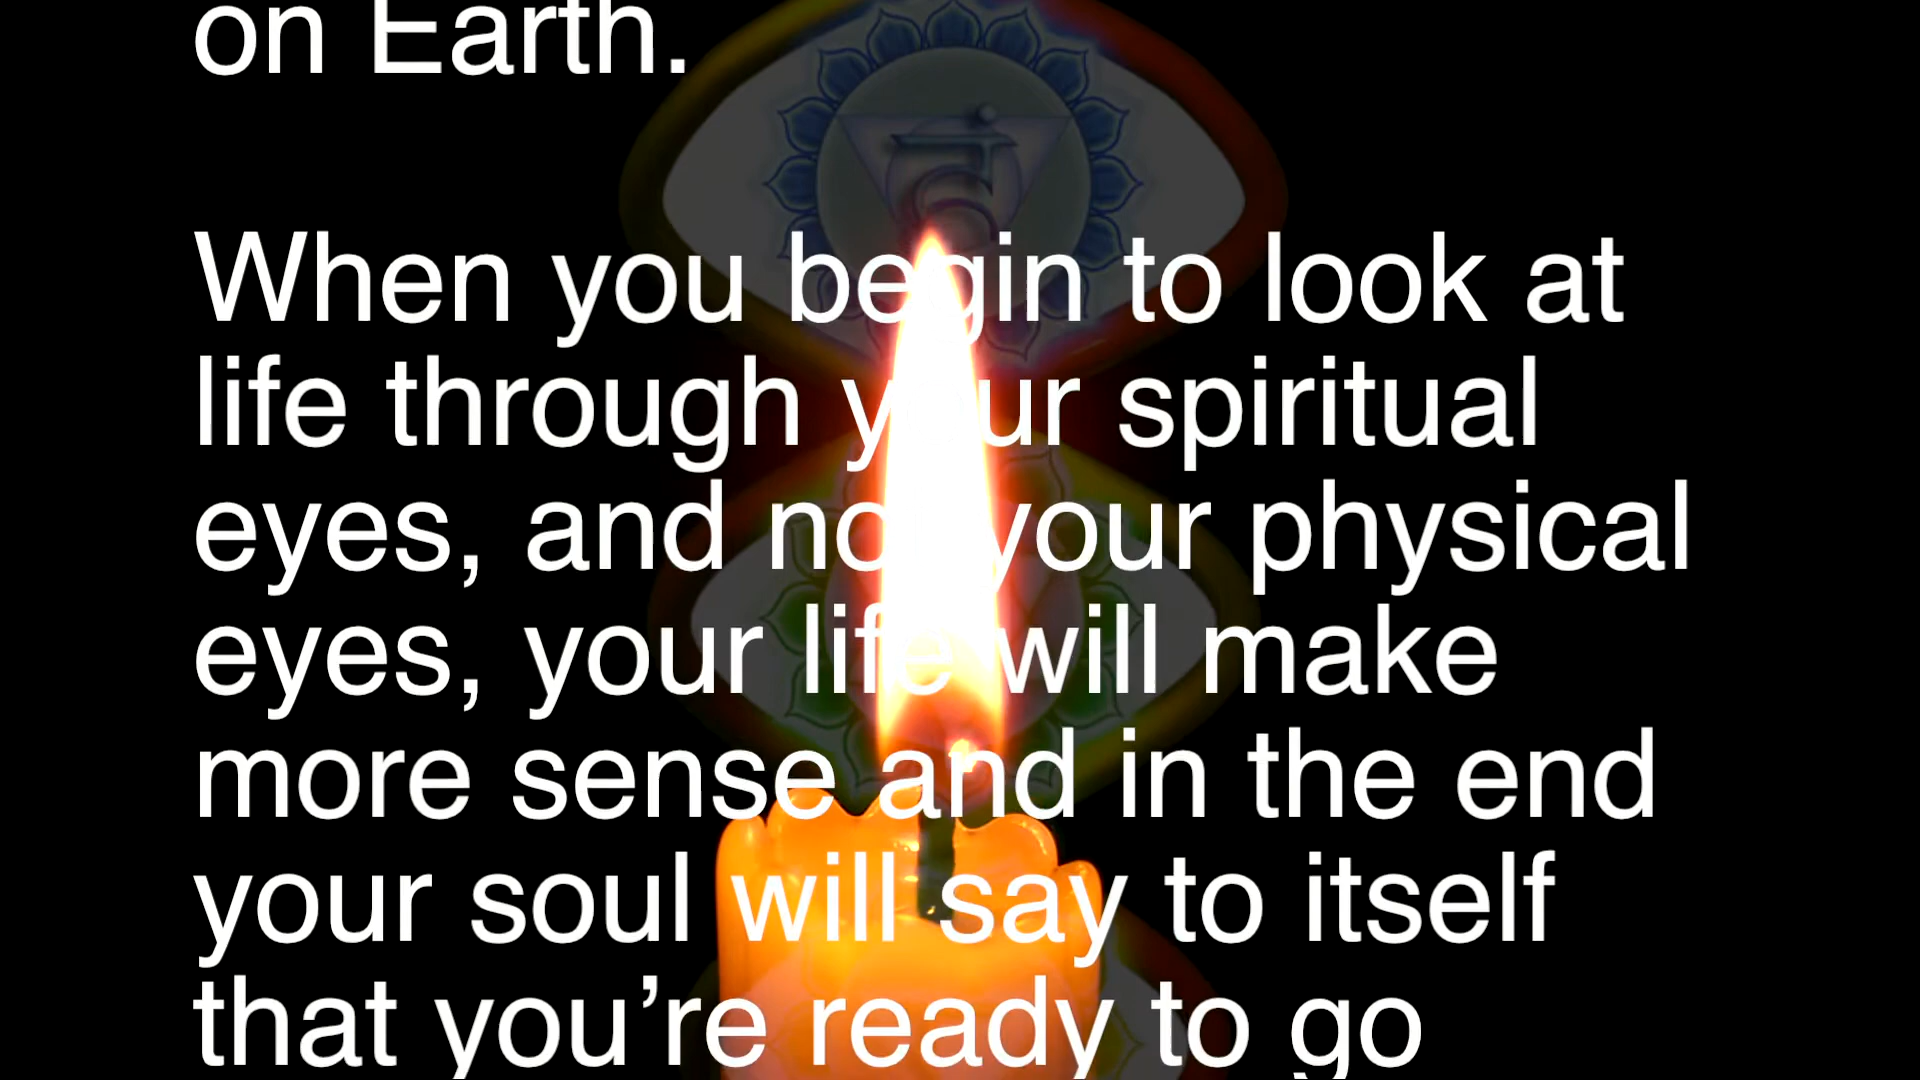 on Earth.
When you begin to look at
life through your spiritual
eyes, and not your physical
eyes, your life will make
more sense and in the end
your soul will say to itself
that you’re ready to go